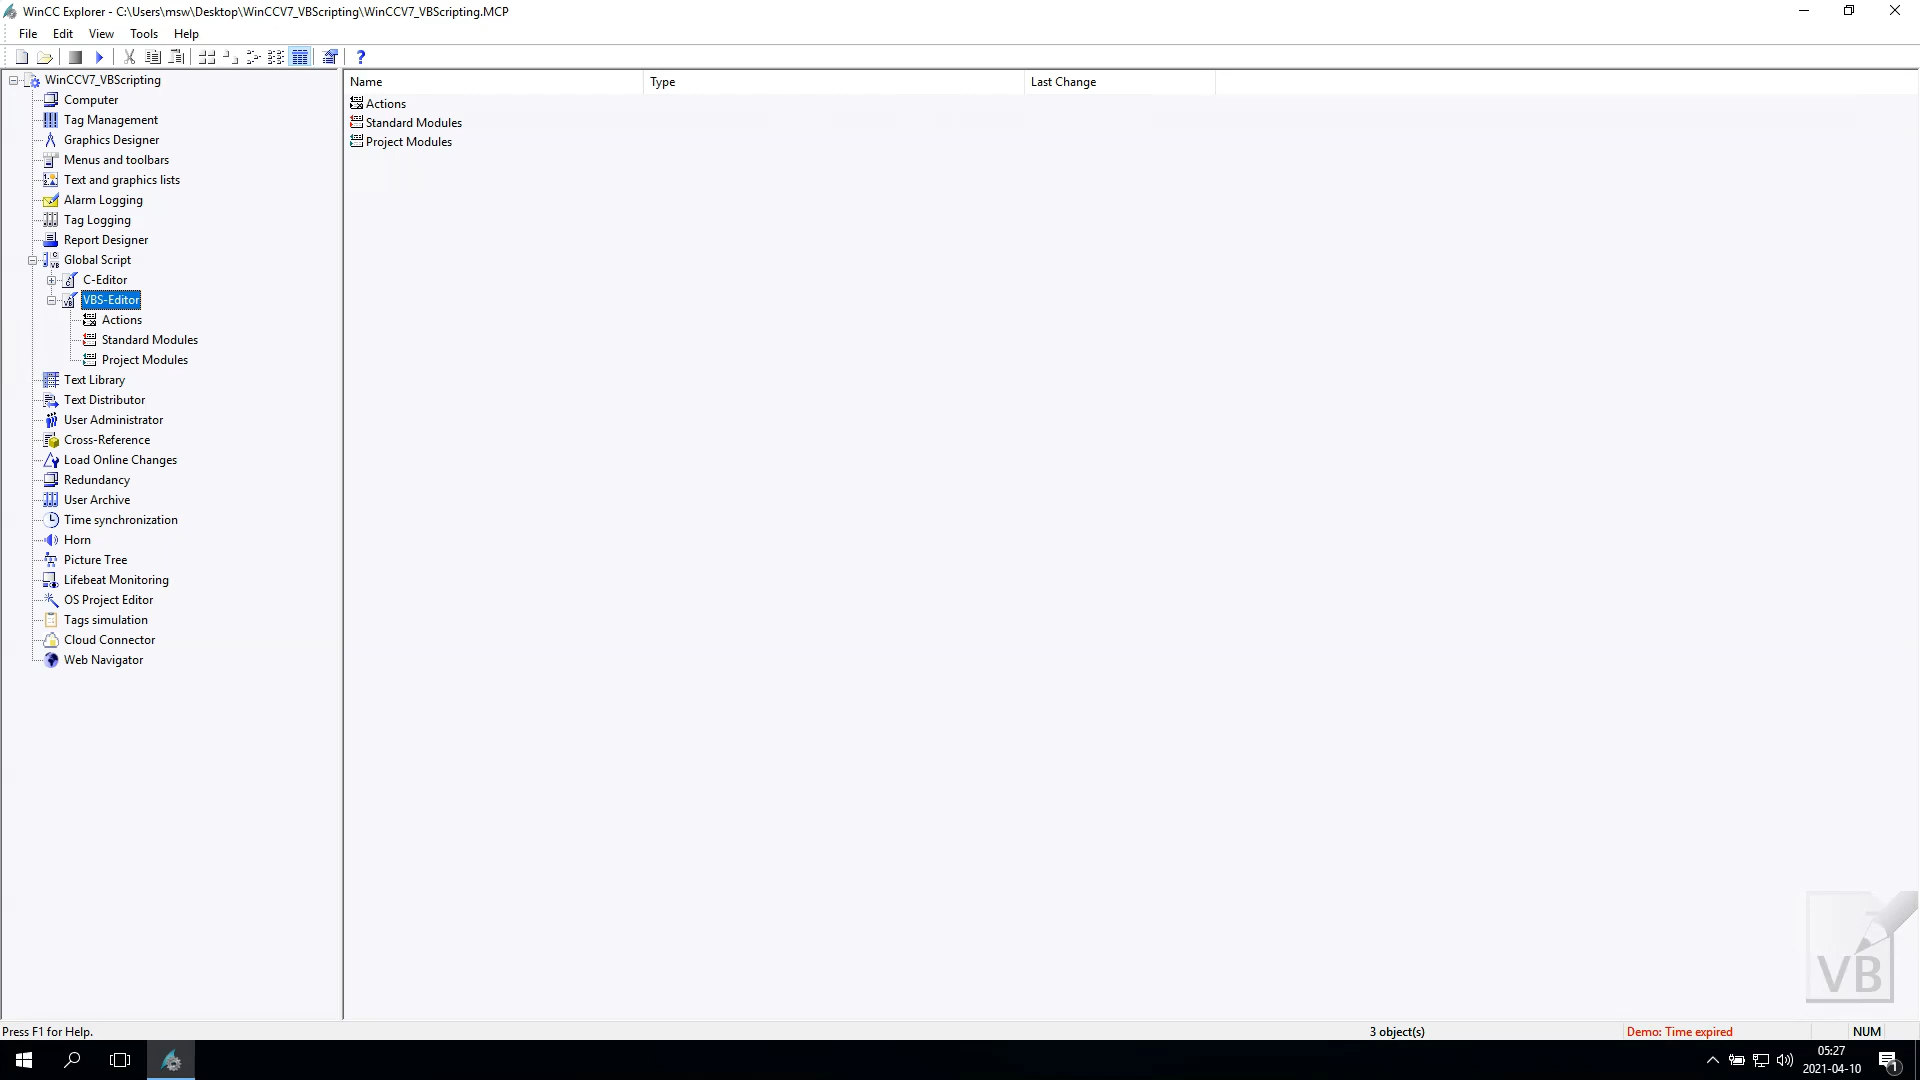 WinCC Explorer - C:\Users\msw\Desktop\WinCCV7_VBScripting\WinCCV7_VBScripting.MCP
File Edit View Tools Help
WinCCV7_VBScripting
Computer
Tag Management
Graphics Designer
Menus and toolbars
Text and graphics lists
Alarm Logging
Tag Logging
Report Designer
Global Script
C-Editor
VBS-Editor
Actions
Standard Modules
Project Modules
Text Library
Text Distributor
User Administrator
Cross-Reference
Load Online Changes
Redundancy
User Archive
Time synchronization
Horn
Picture Tree
Lifebeat Monitoring
OS Project Editor
Tags simulation
Cloud Connector
Web Navigator
Name Type Last Change
Actions
Standard Modules
Project Modules
VB
Press F1 for Help. 3 object(s) Demo: Time expired NUM
05:27
2021-04-10
1